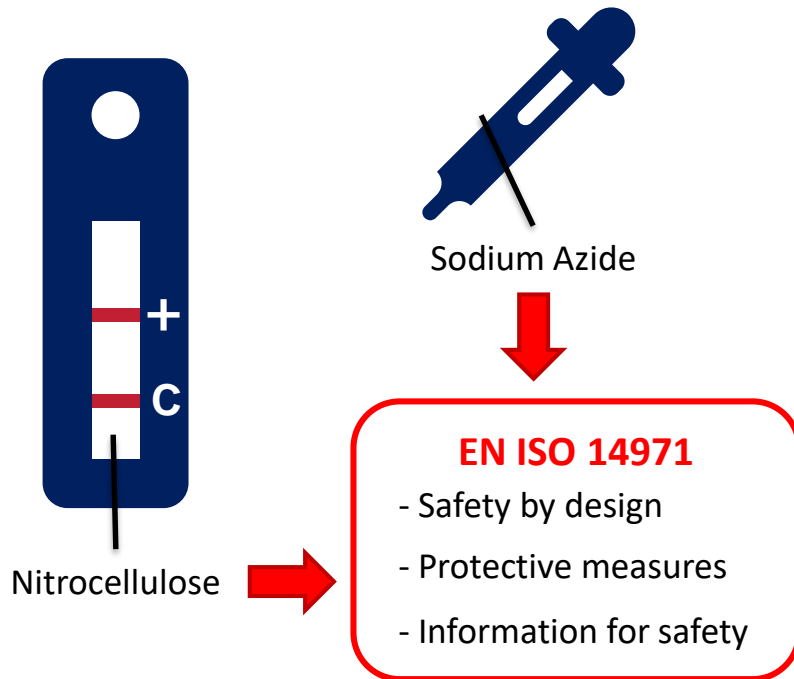 Sodium Azide
+
C
Nitrocellulose
EN ISO 14971
- Safety by design
- Protective measures
- Information for safety